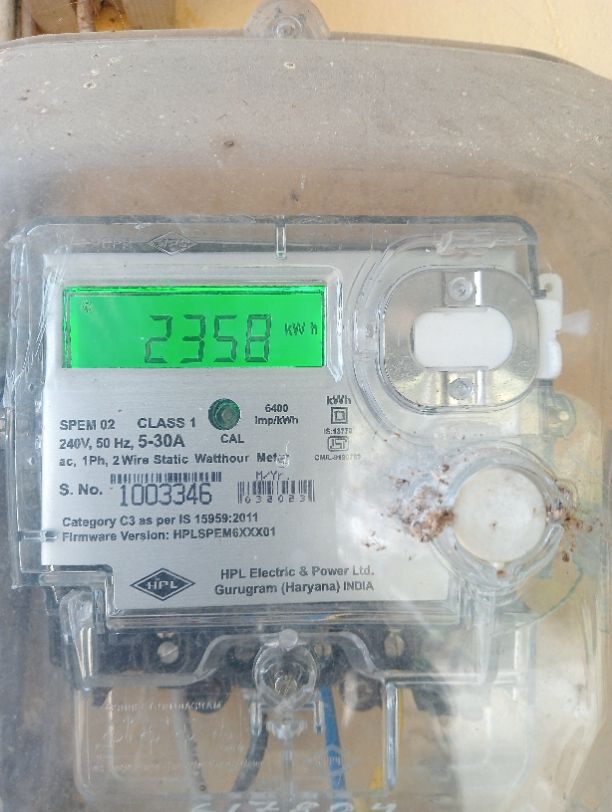 2358 kWh
SPEM 02 CLASS 1
6400
imp/kWh
kWh
240V, 50 Hz, 5-30A
CAL
ac, 1Ph, 2 Wire Static Watthour Meter
M/Yr
S. No. 1003346
Category C3 as per IS 15959:2011
Firmware Version: HPLSPEM6XXX01
HPL
HPL Electric & Power Ltd.
Gurugram (Haryana) INDIA